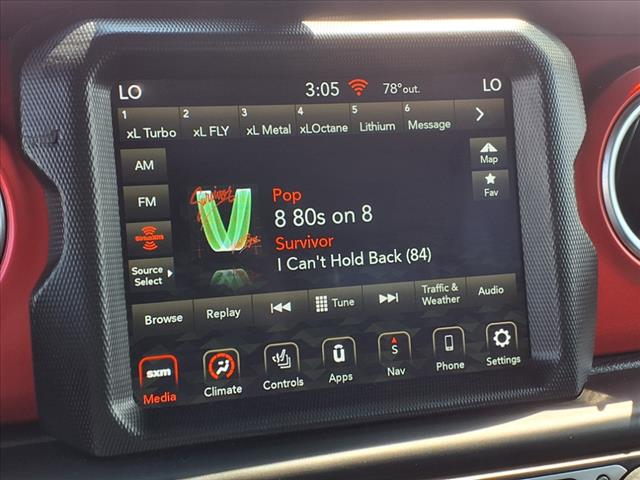 LO 3:05 78°out. LO
1 2 3 4 5 6
xL Turbo xL FLY xL Metal xLOctane Lithium Message
AM
Map
FM
Fav
Pop
8 80s on 8
siriusxm
Survivor
I Can't Hold Back (84)
Source
Select
Browse Replay Tune Traffic & Weather Audio
sxm
S
Media Climate Controls Apps Nav Phone Settings